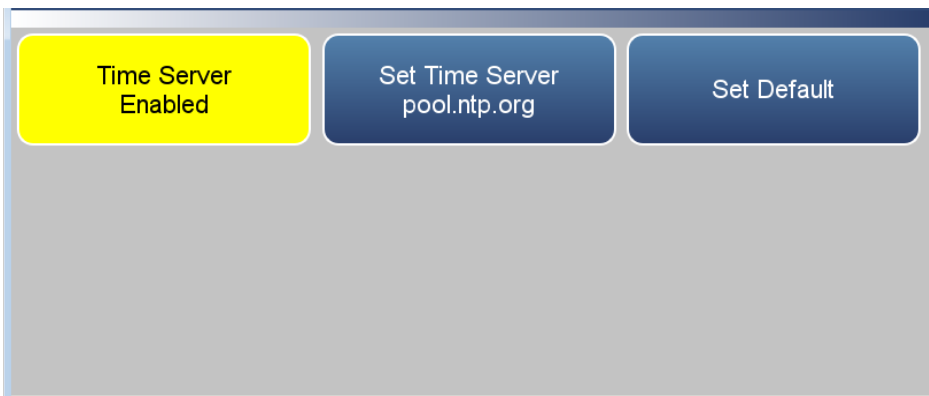 Time Server
Enabled
Set Time Server
pool.ntp.org
Set Default